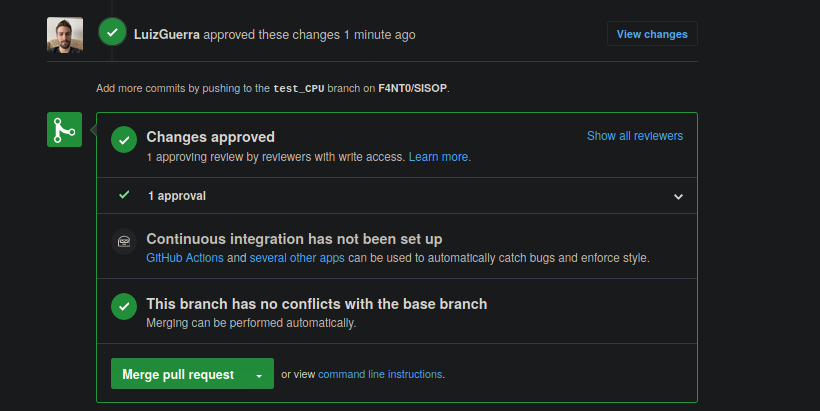 LuizGuerra approved these changes 1 minute ago
View changes
Add more commits by pushing to the test_CPU branch on F4NT0/SISOP.
Changes approved
Show all reviewers
1 approving review by reviewers with write access. Learn more.
1 approval
Continuous integration has not been set up
GitHub Actions and several other apps can be used to automatically catch bugs and enforce style.
This branch has no conflicts with the base branch
Merging can be performed automatically.
Merge pull request
or view command line instructions.